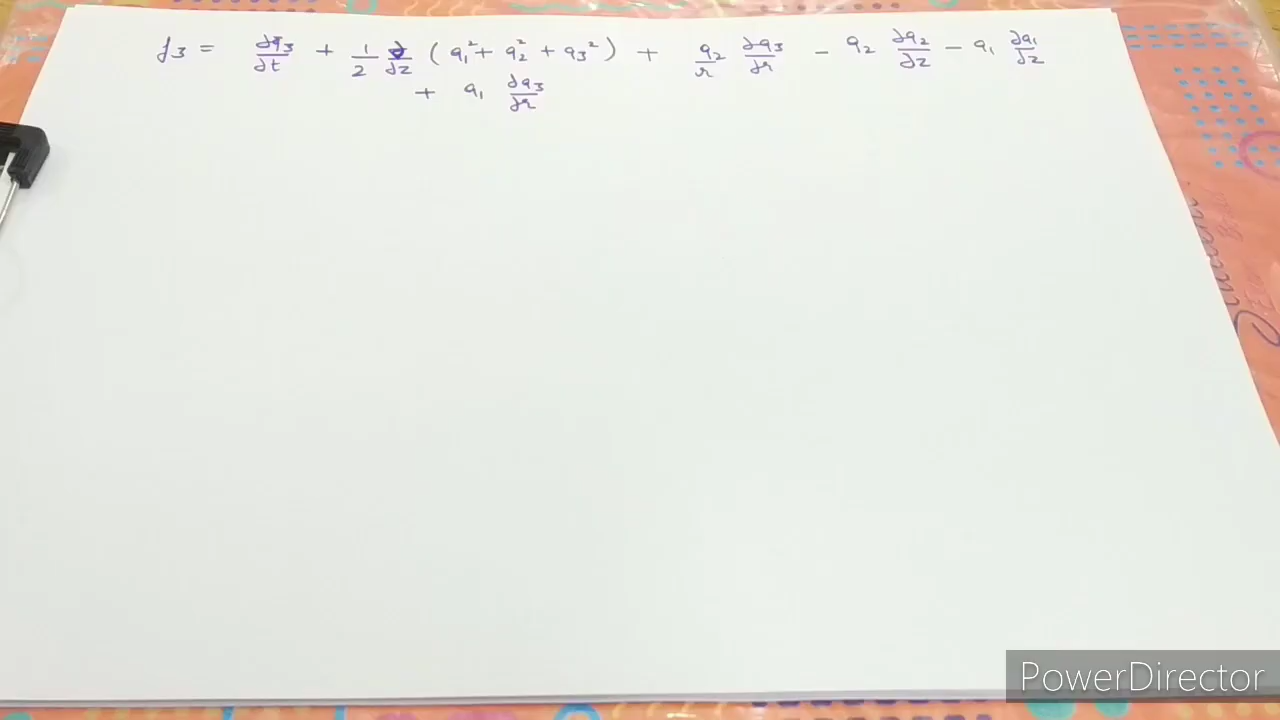 f₃ = ∂q₃/∂t + 1/2 ∂/∂z (q₁² + q₂² + q₃²) + q₂/r ∂q₃/∂r − q₂ ∂q₂/∂z − q₁ ∂q₁/∂z
+ q₁ ∂q₃/∂r
PowerDirector